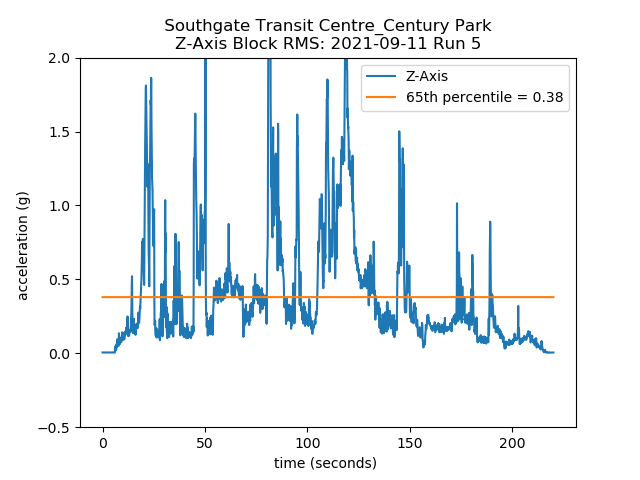 Southgate Transit Centre_Century Park
Z-Axis Block RMS: 2021-09-11 Run 5
2.0
1.5
1.0
0.5
0.0
−0.5
acceleration (g)
Z-Axis
65th percentile = 0.38
0
50
100
150
200
time (seconds)